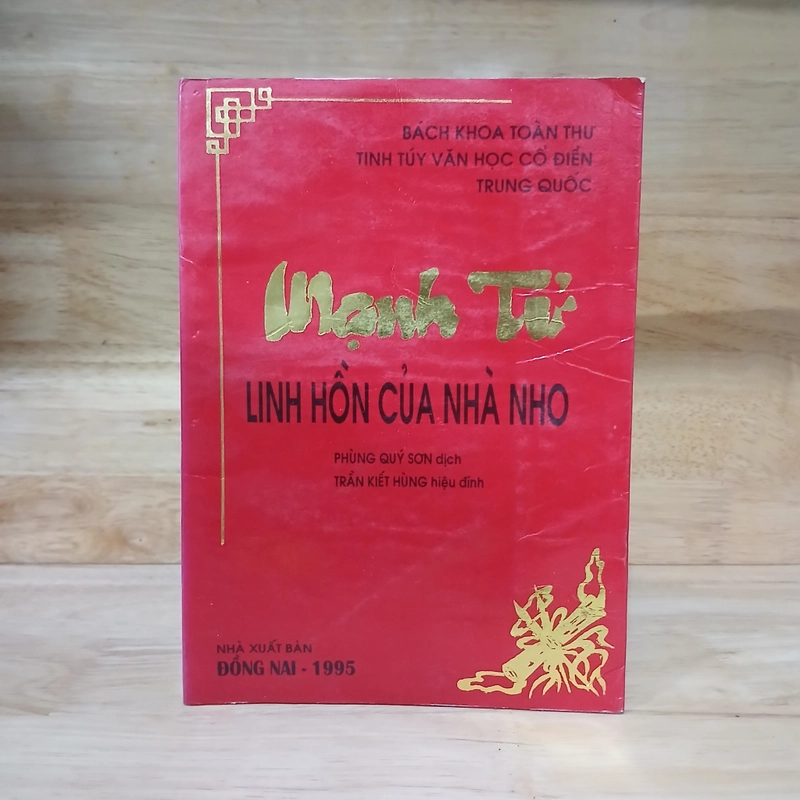 BÁCH KHOA TOÀN THƯ
TINH TÚY VĂN HỌC CỔ ĐIỂN
TRUNG QUỐC
Mạnh Tử
LINH HỒN CỦA NHÀ NHO
PHÙNG QUÝ SƠN dịch
TRẦN KIẾT HÙNG hiệu đính
NHÀ XUẤT BẢN
ĐỒNG NAI - 1995